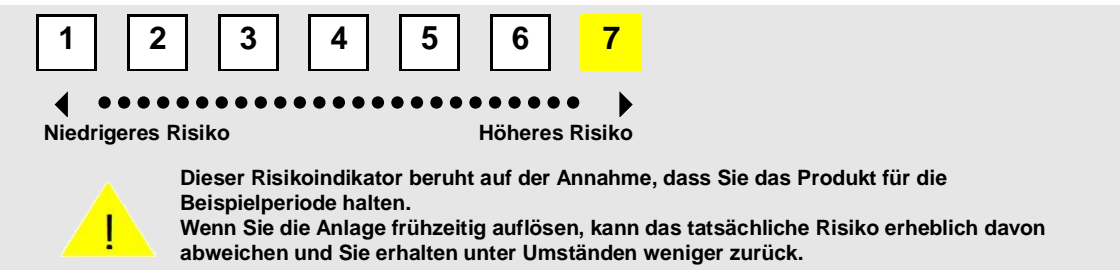 1 2 3 4 5 6 7
Niedrigeres Risiko Höheres Risiko
Dieser Risikoindikator beruht auf der Annahme, dass Sie das Produkt für die
Beispielperiode halten.
Wenn Sie die Anlage frühzeitig auflösen, kann das tatsächliche Risiko erheblich davon
abweichen und Sie erhalten unter Umständen weniger zurück.
!